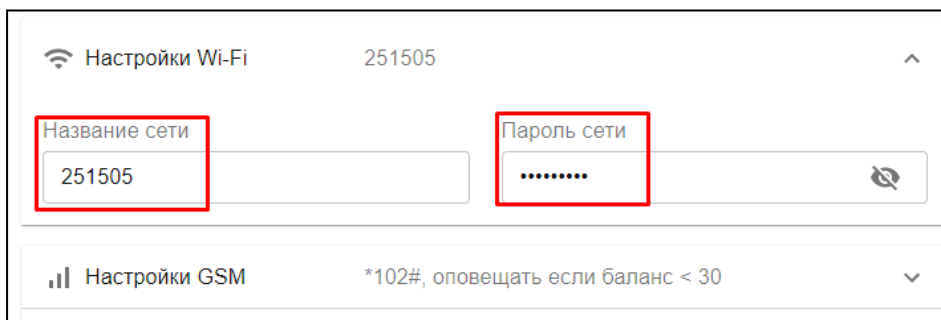 Настройки Wi-Fi 251505
Название сети Пароль сети
251505 •••••••••
Настройки GSM *102#, оповещать если баланс < 30